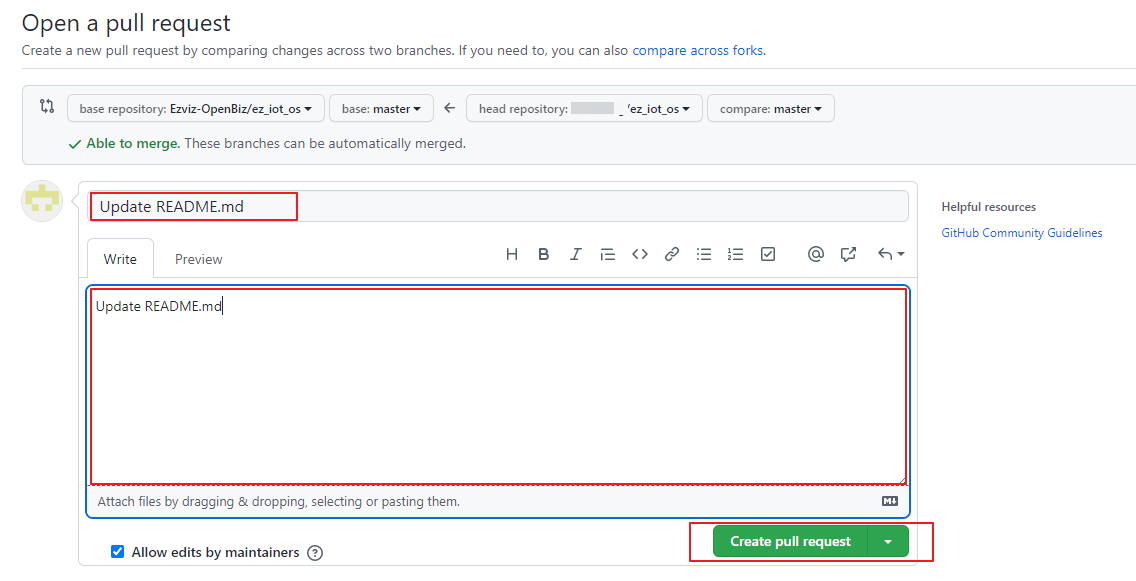 Open a pull request
Create a new pull request by comparing changes across two branches. If you need to, you can also compare across forks.
base repository: Ezviz-OpenBiz/ez_iot_os base: master ← head repository: /ez_iot_os compare: master
Able to merge. These branches can be automatically merged.
Update README.md
Helpful resources
GitHub Community Guidelines
Write Preview
Update README.md
Attach files by dragging & dropping, selecting or pasting them.
Allow edits by maintainers
Create pull request